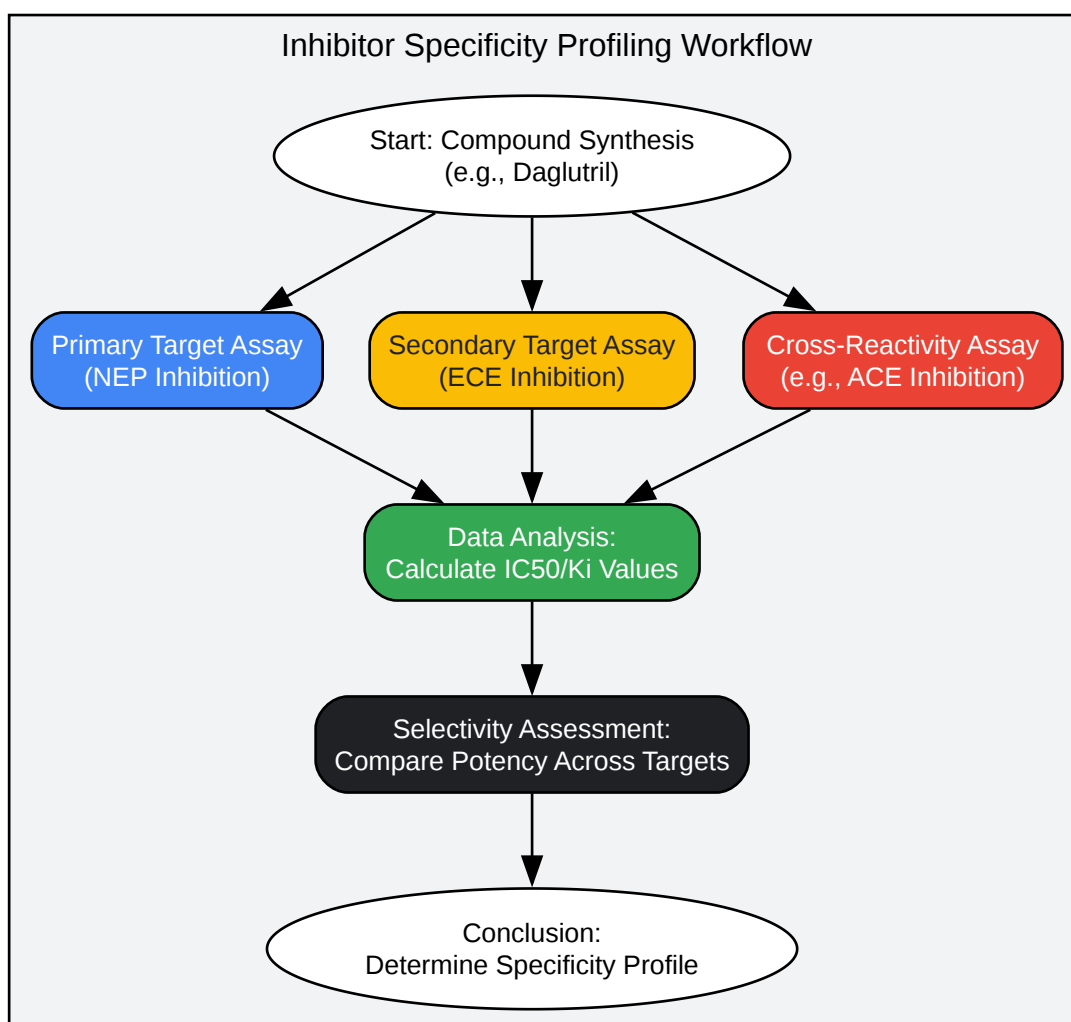 Inhibitor Specificity Profiling Workflow
Start: Compound Synthesis
(e.g., Daglutril)
Primary Target Assay
(NEP Inhibition)
Secondary Target Assay
(ECE Inhibition)
Cross-Reactivity Assay
(e.g., ACE Inhibition)
Data Analysis:
Calculate IC50/Ki Values
Selectivity Assessment:
Compare Potency Across Targets
Conclusion:
Determine Specificity Profile